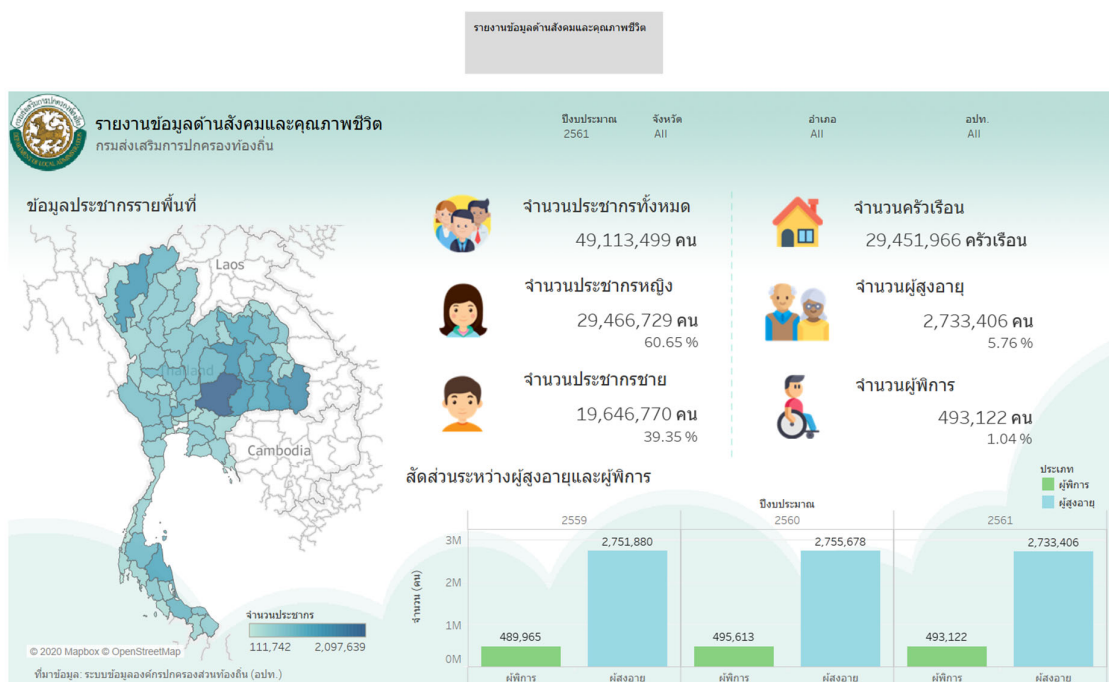 รายงานข้อมูลด้านสังคมและคุณภาพชีวิต
รายงานข้อมูลด้านสังคมและคุณภาพชีวิต
กรมส่งเสริมการปกครองท้องถิ่น
ปีงบประมาณ จังหวัด อำเภอ อปท.
2561 All All All
ข้อมูลประชากรรายพื้นที่
Laos
Thailand
Cambodia
จำนวนประชากร
111,742 2,097,639
© 2020 Mapbox © OpenStreetMap
ที่มาข้อมูล: ระบบข้อมูลองค์กรปกครองส่วนท้องถิ่น (อปท.)
จำนวนประชากรทั้งหมด
49,113,499 คน
จำนวนครัวเรือน
29,451,966 ครัวเรือน
จำนวนประชากรหญิง
29,466,729 คน
60.65 %
จำนวนผู้สูงอายุ
2,733,406 คน
5.76 %
จำนวนประชากรชาย
19,646,770 คน
39.35 %
จำนวนผู้พิการ
493,122 คน
1.04 %
สัดส่วนระหว่างผู้สูงอายุและผู้พิการ
ประเภท
ผู้พิการ
ผู้สูงอายุ
ปีงบประมาณ
2559 2560 2561
จำนวน (คน)
3M
2M
1M
0M
489,965 2,751,880 495,613 2,755,678 493,122 2,733,406
ผู้พิการ ผู้สูงอายุ ผู้พิการ ผู้สูงอายุ ผู้พิการ ผู้สูงอายุ